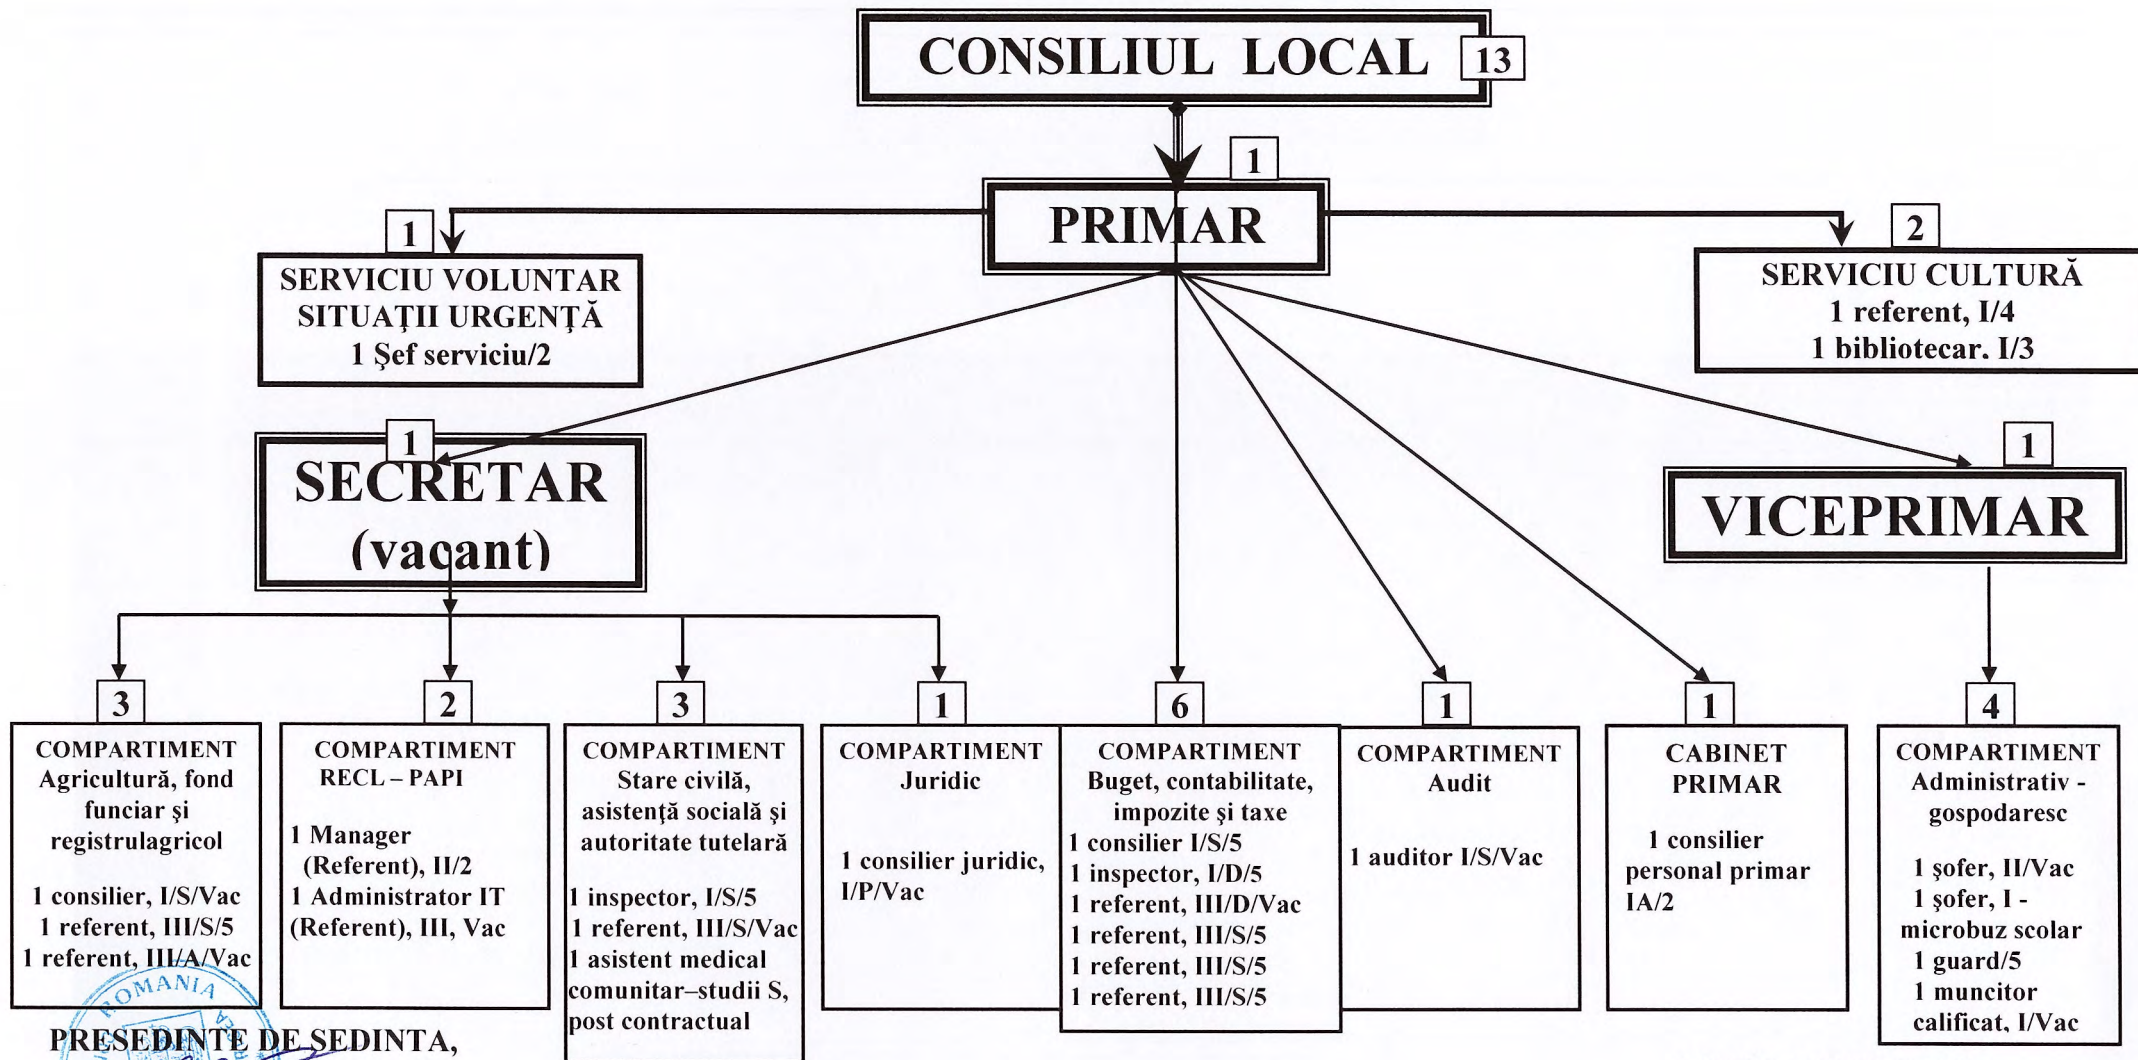 CONSILIUL LOCAL 13
1
PRIMAR
1
SERVICIU VOLUNTAR
SITUAŢII URGENŢĂ
1 Şef serviciu/2
2
SERVICIU CULTURĂ
1 referent, I/4
1 bibliotecar. I/3
1
SECRETAR
(vacant)
1
VICEPRIMAR
3
COMPARTIMENT
Agricultură, fond
funciar şi
registrulagricol
1 consilier, I/S/Vac
1 referent, III/S/5
1 referent, III/A/Vac
2
COMPARTIMENT
RECL – PAPI
1 Manager
(Referent), II/2
1 Administrator IT
(Referent), III, Vac
3
COMPARTIMENT
Stare civilă,
asistenţă socială şi
autoritate tutelară
1 inspector, I/S/5
1 referent, III/S/Vac
1 asistent medical
comunitar–studii S,
post contractual
1
COMPARTIMENT
Juridic
1 consilier juridic,
I/P/Vac
6
COMPARTIMENT
Buget, contabilitate,
impozite şi taxe
1 consilier I/S/5
1 inspector, I/D/5
1 referent, III/D/Vac
1 referent, III/S/5
1 referent, III/S/5
1 referent, III/S/5
1
COMPARTIMENT
Audit
1 auditor I/S/Vac
1
CABINET
PRIMAR
1 consilier
personal primar
IA/2
4
COMPARTIMENT
Administrativ -
gospodaresc
1 şofer, II/Vac
1 şofer, I -
microbuz scolar
1 guard/5
1 muncitor
calificat, I/Vac
ROMANIA
PRESEDINTE DE SEDINTA,